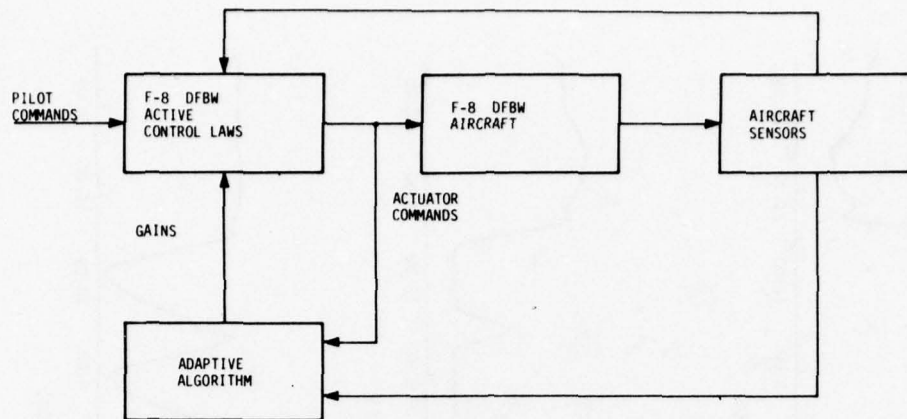 PILOT
COMMANDS
F-8 DFBW
ACTIVE
CONTROL LAWS
F-8 DFBW
AIRCRAFT
AIRCRAFT
SENSORS
ACTUATOR
COMMANDS
GAINS
ADAPTIVE
ALGORITHM